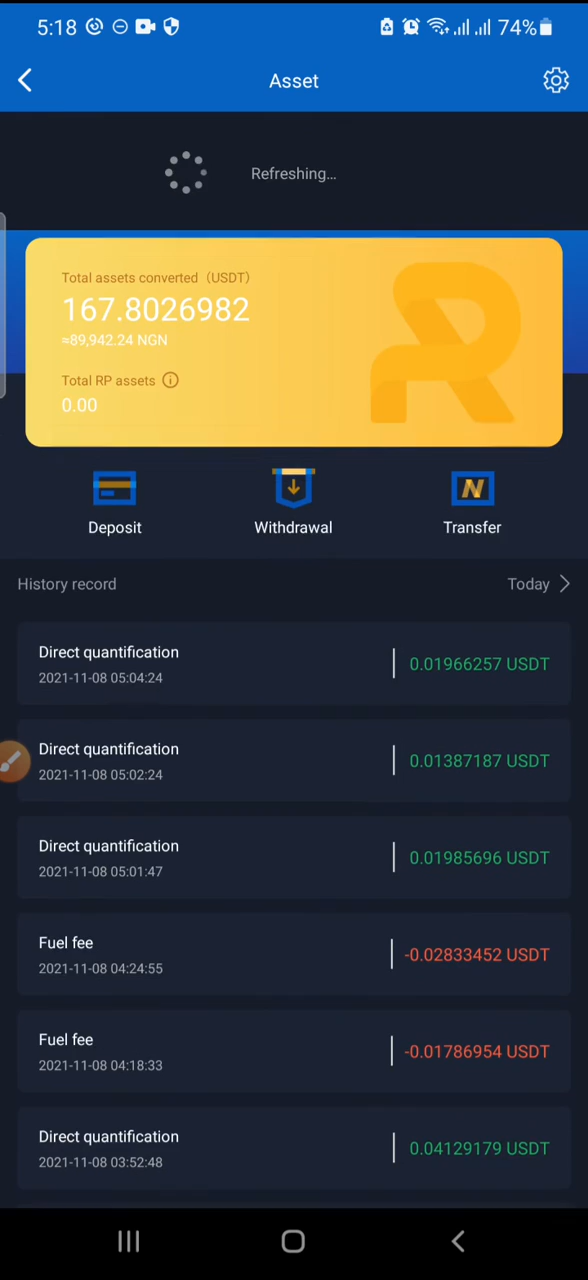 5:18 74%
Asset
Refreshing...
Total assets converted（USDT）
167.8026982
≈89,942.24 NGN
Total RP assets
0.00
Deposit Withdrawal Transfer
History record Today
Direct quantification
2021-11-08 05:04:24
0.01966257 USDT
Direct quantification
2021-11-08 05:02:24
0.01387187 USDT
Direct quantification
2021-11-08 05:01:47
0.01985696 USDT
Fuel fee
2021-11-08 04:24:55
-0.02833452 USDT
Fuel fee
2021-11-08 04:18:33
-0.01786954 USDT
Direct quantification
2021-11-08 03:52:48
0.04129179 USDT